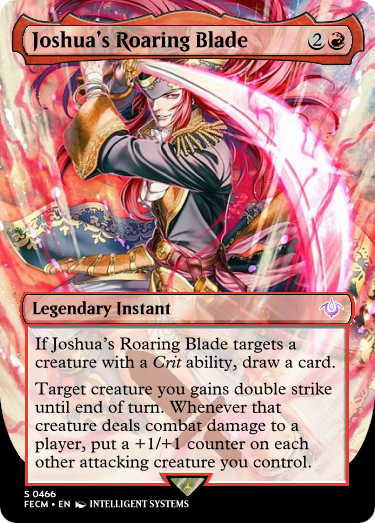 Joshua's Roaring Blade 2
Legendary Instant
If Joshua's Roaring Blade targets a
creature with a Crit ability, draw a card.
Target creature you gains double strike
until end of turn. Whenever that
creature deals combat damage to a
player, put a +1/+1 counter on each
other attacking creature you control.
S 0466
FECM • EN INTELLIGENT SYSTEMS